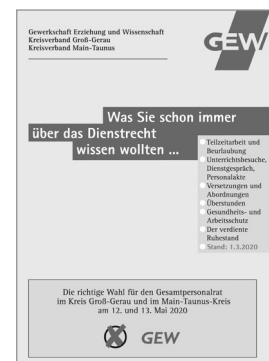 Gewerkschaft Erziehung und Wissenschaft
Kreisverband Groß-Gerau
Kreisverband Main-Taunus
GEW
Was Sie schon immer
über das Dienstrecht
wissen wollten ...
Teilzeitarbeit und
Beurlaubung
Unterrichtsbesuche,
Dienstgespräch,
Personalakte
Versetzungen und
Abordnungen
Überstunden
Gesundheits- und
Arbeitsschutz
Der verdiente
Ruhestand
Stand: 1.3.2020
Die richtige Wahl für den Gesamtpersonalrat
im Kreis Groß-Gerau und im Main-Taunus-Kreis
am 12. und 13. Mai 2020
GEW